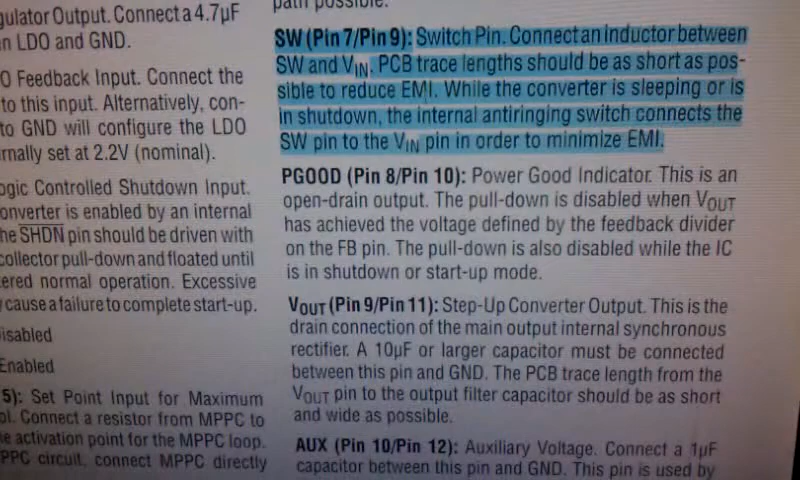 gulator Output. Connect a 4.7µF
n LDO and GND.
O Feedback Input. Connect the
to this input. Alternatively, con-
to GND will configure the LDO
rnally set at 2.2V (nominal).
ogic Controlled Shutdown Input.
onverter is enabled by an internal
he SHDN pin should be driven with
collector pull-down and floated until
ered normal operation. Excessive
cause a failure to complete start-up.
isabled
Enabled
5): Set Point Input for Maximum
ol. Connect a resistor from MPPC to
e activation point for the MPPC loop.
PPC circuit, connect MPPC directly
path possible.
SW (Pin 7/Pin 9): Switch Pin. Connect an inductor between
SW and VIN. PCB trace lengths should be as short as pos-
sible to reduce EMI. While the converter is sleeping or is
in shutdown, the internal antiringing switch connects the
SW pin to the VIN pin in order to minimize EMI.
PGOOD (Pin 8/Pin 10): Power Good Indicator. This is an
open-drain output. The pull-down is disabled when VOUT
has achieved the voltage defined by the feedback divider
on the FB pin. The pull-down is also disabled while the IC
is in shutdown or start-up mode.
VOUT (Pin 9/Pin 11): Step-Up Converter Output. This is the
drain connection of the main output internal synchronous
rectifier. A 10µF or larger capacitor must be connected
between this pin and GND. The PCB trace length from the
VOUT pin to the output filter capacitor should be as short
and wide as possible.
AUX (Pin 10/Pin 12): Auxiliary Voltage. Connect a 1µF
capacitor between this pin and GND. This pin is used by